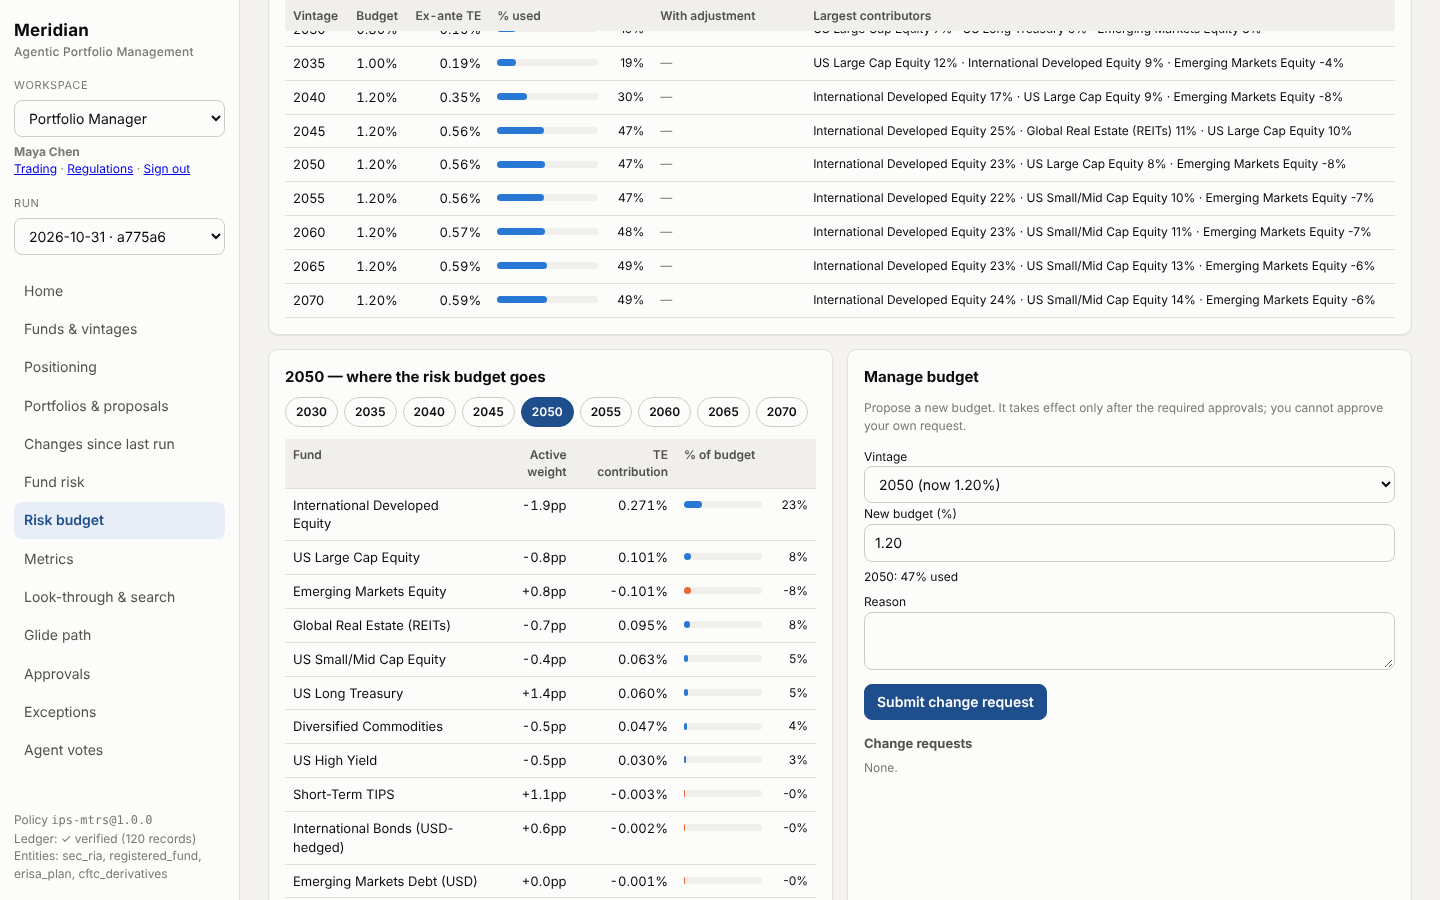 Meridian
Agentic Portfolio Management
WORKSPACE
Portfolio Manager
Maya Chen
Trading · Regulations · Sign out
RUN
2026-10-31 · a775a6
Home
Funds & vintages
Positioning
Portfolios & proposals
Changes since last run
Fund risk
Risk budget
Metrics
Look-through & search
Glide path
Approvals
Exceptions
Agent votes
Policy ips-mtrs@1.0.0
Ledger: ✓ verified (120 records)
Entities: sec_ria, registered_fund,
erisa_plan, cftc_derivatives
Vintage Budget Ex-ante TE % used With adjustment Largest contributors
2035 1.00% 0.19% 19% — US Large Cap Equity 12% · International Developed Equity 9% · Emerging Markets Equity -4%
2040 1.20% 0.35% 30% — International Developed Equity 17% · US Large Cap Equity 9% · Emerging Markets Equity -8%
2045 1.20% 0.56% 47% — International Developed Equity 25% · Global Real Estate (REITs) 11% · US Large Cap Equity 10%
2050 1.20% 0.56% 47% — International Developed Equity 23% · US Large Cap Equity 8% · Emerging Markets Equity -8%
2055 1.20% 0.56% 47% — International Developed Equity 22% · US Small/Mid Cap Equity 10% · Emerging Markets Equity -7%
2060 1.20% 0.57% 48% — International Developed Equity 23% · US Small/Mid Cap Equity 11% · Emerging Markets Equity -7%
2065 1.20% 0.59% 49% — International Developed Equity 23% · US Small/Mid Cap Equity 13% · Emerging Markets Equity -6%
2070 1.20% 0.59% 49% — International Developed Equity 24% · US Small/Mid Cap Equity 14% · Emerging Markets Equity -6%
2050 — where the risk budget goes
2030 2035 2040 2045 2050 2055 2060 2065 2070
Fund Active weight TE contribution % of budget
International Developed Equity -1.9pp 0.271% 23%
US Large Cap Equity -0.8pp 0.101% 8%
Emerging Markets Equity +0.8pp -0.101% -8%
Global Real Estate (REITs) -0.7pp 0.095% 8%
US Small/Mid Cap Equity -0.4pp 0.063% 5%
US Long Treasury +1.4pp 0.060% 5%
Diversified Commodities -0.5pp 0.047% 4%
US High Yield -0.5pp 0.030% 3%
Short-Term TIPS +1.1pp -0.003% -0%
International Bonds (USD-hedged) +0.6pp -0.002% -0%
Emerging Markets Debt (USD) +0.0pp -0.001% -0%
Manage budget
Propose a new budget. It takes effect only after the required approvals; you cannot approve
your own request.
Vintage
2050 (now 1.20%)
New budget (%)
1.20
2050: 47% used
Reason
Submit change request
Change requests
None.